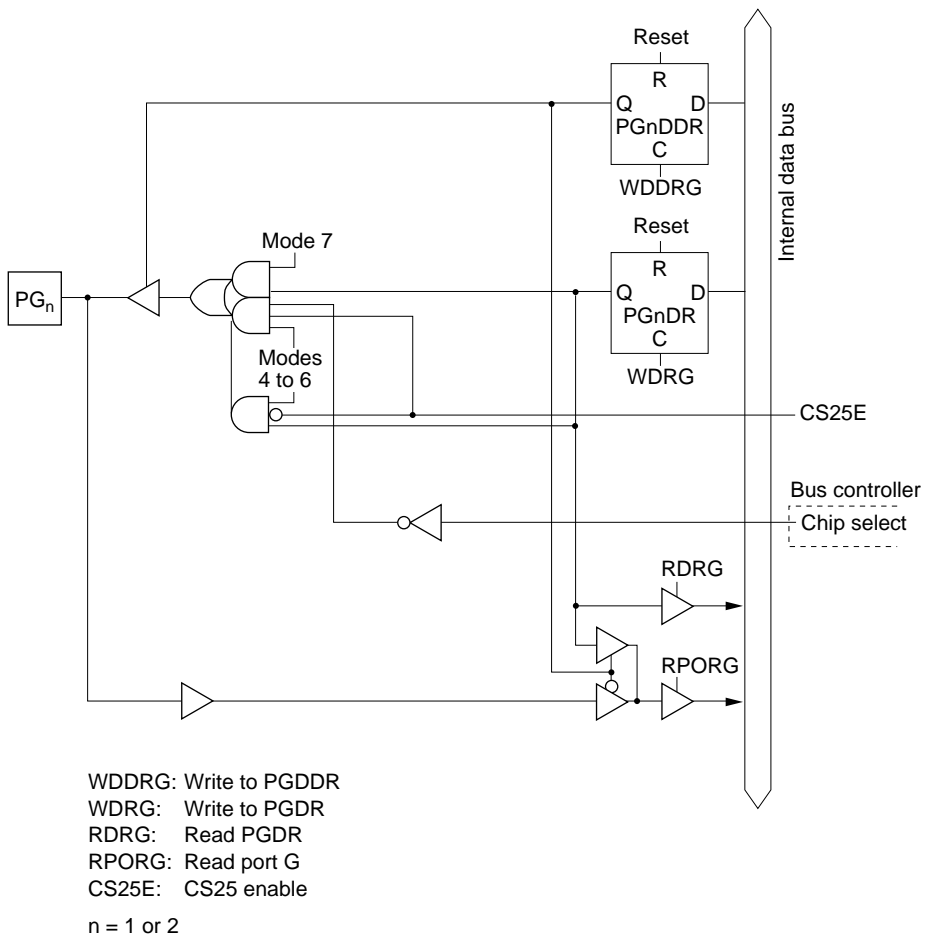 Reset
R
Q D
PGnDDR
C
WDDRG
Internal data bus
Reset
Mode 7
R
Q D
PGnDR
C
WDRG
PGn
Modes
4 to 6
CS25E
Bus controller
Chip select
RDRG
RPORG
WDDRG: Write to PGDDR
WDRG: Write to PGDR
RDRG: Read PGDR
RPORG: Read port G
CS25E: CS25 enable
n = 1 or 2